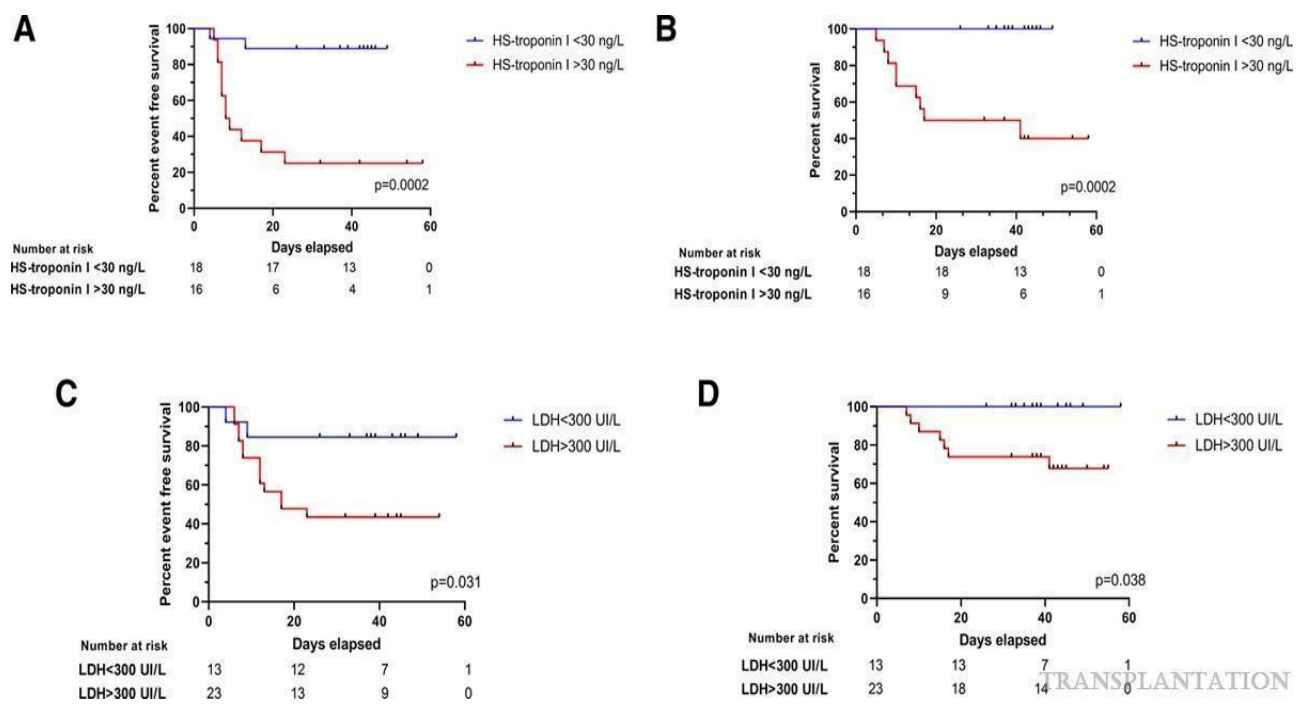 A
Percent event free survival
100
80
60
40
20
0
0 20 40 60
Days elapsed
HS-troponin I <30 ng/L
HS-troponin I >30 ng/L
p=0.0002
Number at risk
HS-troponin I <30 ng/L 18 17 13 0
HS-troponin I >30 ng/L 16 6 4 1
B
Percent survival
100
80
60
40
20
0
0 20 40 60
Days elapsed
HS-troponin I <30 ng/L
HS-troponin I >30 ng/L
p=0.0002
Number at risk
HS-troponin I <30 ng/L 18 18 13 0
HS-troponin I >30 ng/L 16 9 6 1
C
Percent event free survival
100
80
60
40
20
0
0 20 40 60
Days elapsed
LDH<300 UI/L
LDH>300 UI/L
p=0.031
Number at risk
LDH<300 UI/L 13 12 7 1
LDH>300 UI/L 23 13 9 0
D
Percent survival
100
80
60
40
20
0
0 20 40 60
Days elapsed
LDH<300 UI/L
LDH>300 UI/L
p=0.038
Number at risk
LDH<300 UI/L 13 13 7 1
LDH>300 UI/L 23 18 14 0
TRANSPLANTATION